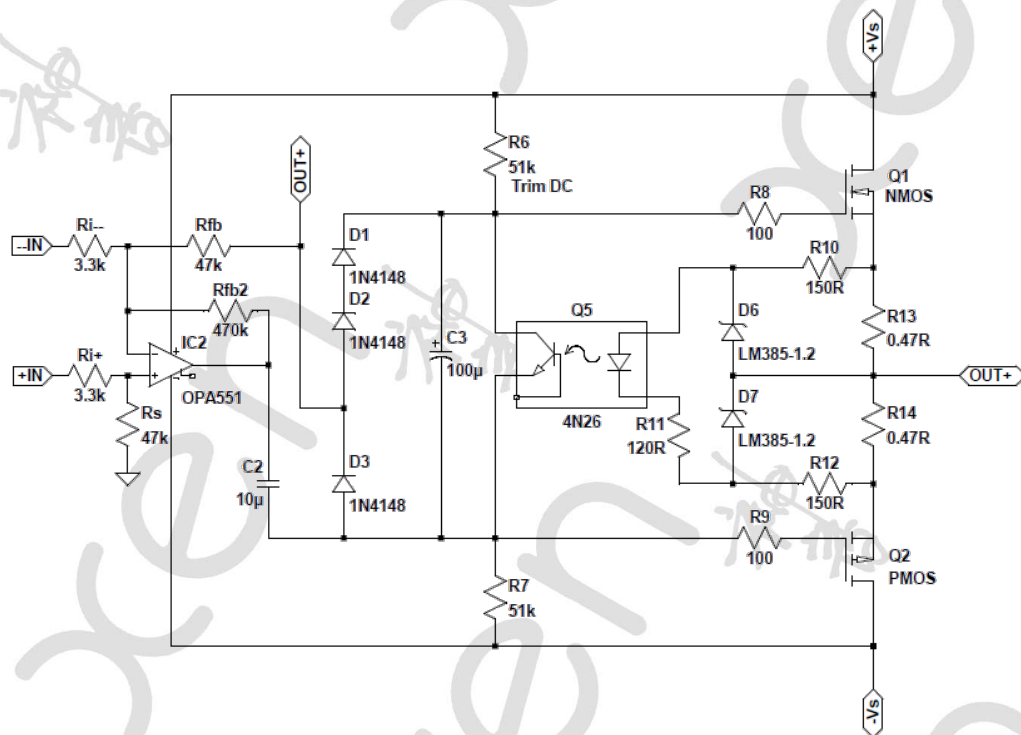 +Vs
R6
51k
Trim DC
Q1
NMOS
OUT+
R8
100
Ri--
--IN
3.3k
Rfb
47k
D1
1N4148
R10
150R
Rfb2
470k
D2
1N4148
Q5
D6
LM385-1.2
R13
0.47R
IC2
OPA551
C3
+
100µ
Ri+
+IN
3.3k
4N26
OUT+
D7
LM385-1.2
R14
0.47R
Rs
47k
R11
120R
C2
10µ
D3
1N4148
R12
150R
R9
100
Q2
PMOS
R7
51k
-Vs
xen
xen